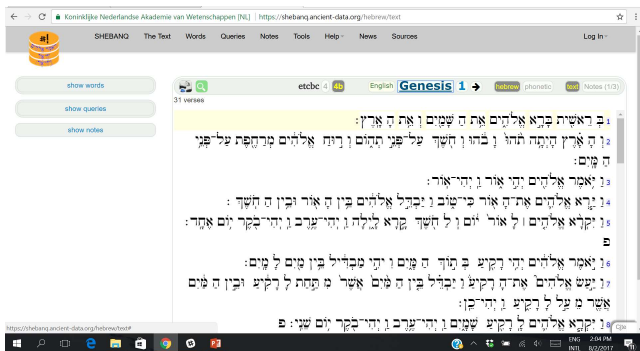 Koninklijke Nederlandse Akademie van Wetenschappen [NL] | https://shebang.ancient-data.org/hebrew/text
#!
SHEBANQ The Text Words Queries Notes Tools Help News Sources Log In
show words
show queries
show notes
etcbc 4 4b English Genesis 1 → hebrew phonetic text Notes (1/3)
31 verses
1 בְּ רֵאשִׁ֖ית בָּרָ֣א אֱלֹהִ֑ים אֵ֥ת הַ שָּׁמַ֖יִם וְ אֵ֥ת הָ אָֽרֶץ׃
2 וְ הָ אָ֗רֶץ הָיְתָ֥ה תֹ֙הוּ֙ וָ בֹ֔הוּ וְ חֹ֖שֶׁךְ עַל־פְּנֵ֣י תְהֹ֑ום וְ ר֣וּחַ אֱלֹהִ֔ים מְרַחֶ֖פֶת עַל־פְּנֵ֥י
הַ מָּֽיִם׃
3 וַ יֹּ֥אמֶר אֱלֹהִ֖ים יְהִ֣י אֹ֑ור וַֽ יְהִי־אֹֽור׃
4 וַ יַּ֧רְא אֱלֹהִ֛ים אֶת־הָ אֹ֖ור כִּי־טֹ֑וב וַ יַּבְדֵּ֣ל אֱלֹהִ֔ים בֵּ֥ין הָ אֹ֖ור וּבֵ֥ין הַ חֹֽשֶׁךְ׃
5 וַ יִּקְרָ֨א אֱלֹהִ֤ים׀ לָ אֹור֙ יֹ֔ום וְ לַ חֹ֖שֶׁךְ קָ֣רָא לָ֑יְלָה וַֽ יְהִי־עֶ֥רֶב וַֽ יְהִי־בֹ֖קֶר יֹ֥ום אֶחָֽד׃
פ
6 וַ יֹּ֣אמֶר אֱלֹהִ֔ים יְהִ֥י רָקִ֖יעַ בְּ תֹ֣וךְ הַ מָּ֑יִם וִ יהִ֣י מַבְדִּ֔יל בֵּ֥ין מַ֖יִם לָ מָֽיִם׃
7 וַ יַּ֣עַשׂ אֱלֹהִים֮ אֶת־הָ רָקִיעַ֒ וַ יַּבְדֵּ֗ל בֵּ֤ין הַ מַּ֙יִם֙ אֲשֶׁר֙ מִ תַּ֣חַת לָ רָקִ֔יעַ וּבֵ֣ין הַ מַּ֔יִם
אֲשֶׁ֖ר מֵ עַ֣ל לָ רָקִ֑יעַ וַֽ יְהִי־כֵֽן׃
8 וַ יִּקְרָ֧א אֱלֹהִ֛ים לָֽ רָקִ֖יעַ שָׁמָ֑יִם וַֽ יְהִי־עֶ֥רֶב וַֽ יְהִי־בֹ֖קֶר יֹ֥ום שֵׁנִֽי׃ פ
https://shebanq.ancient-data.org/hebrew/text#
ENG 2:04 PM
INTL 8/2/2017